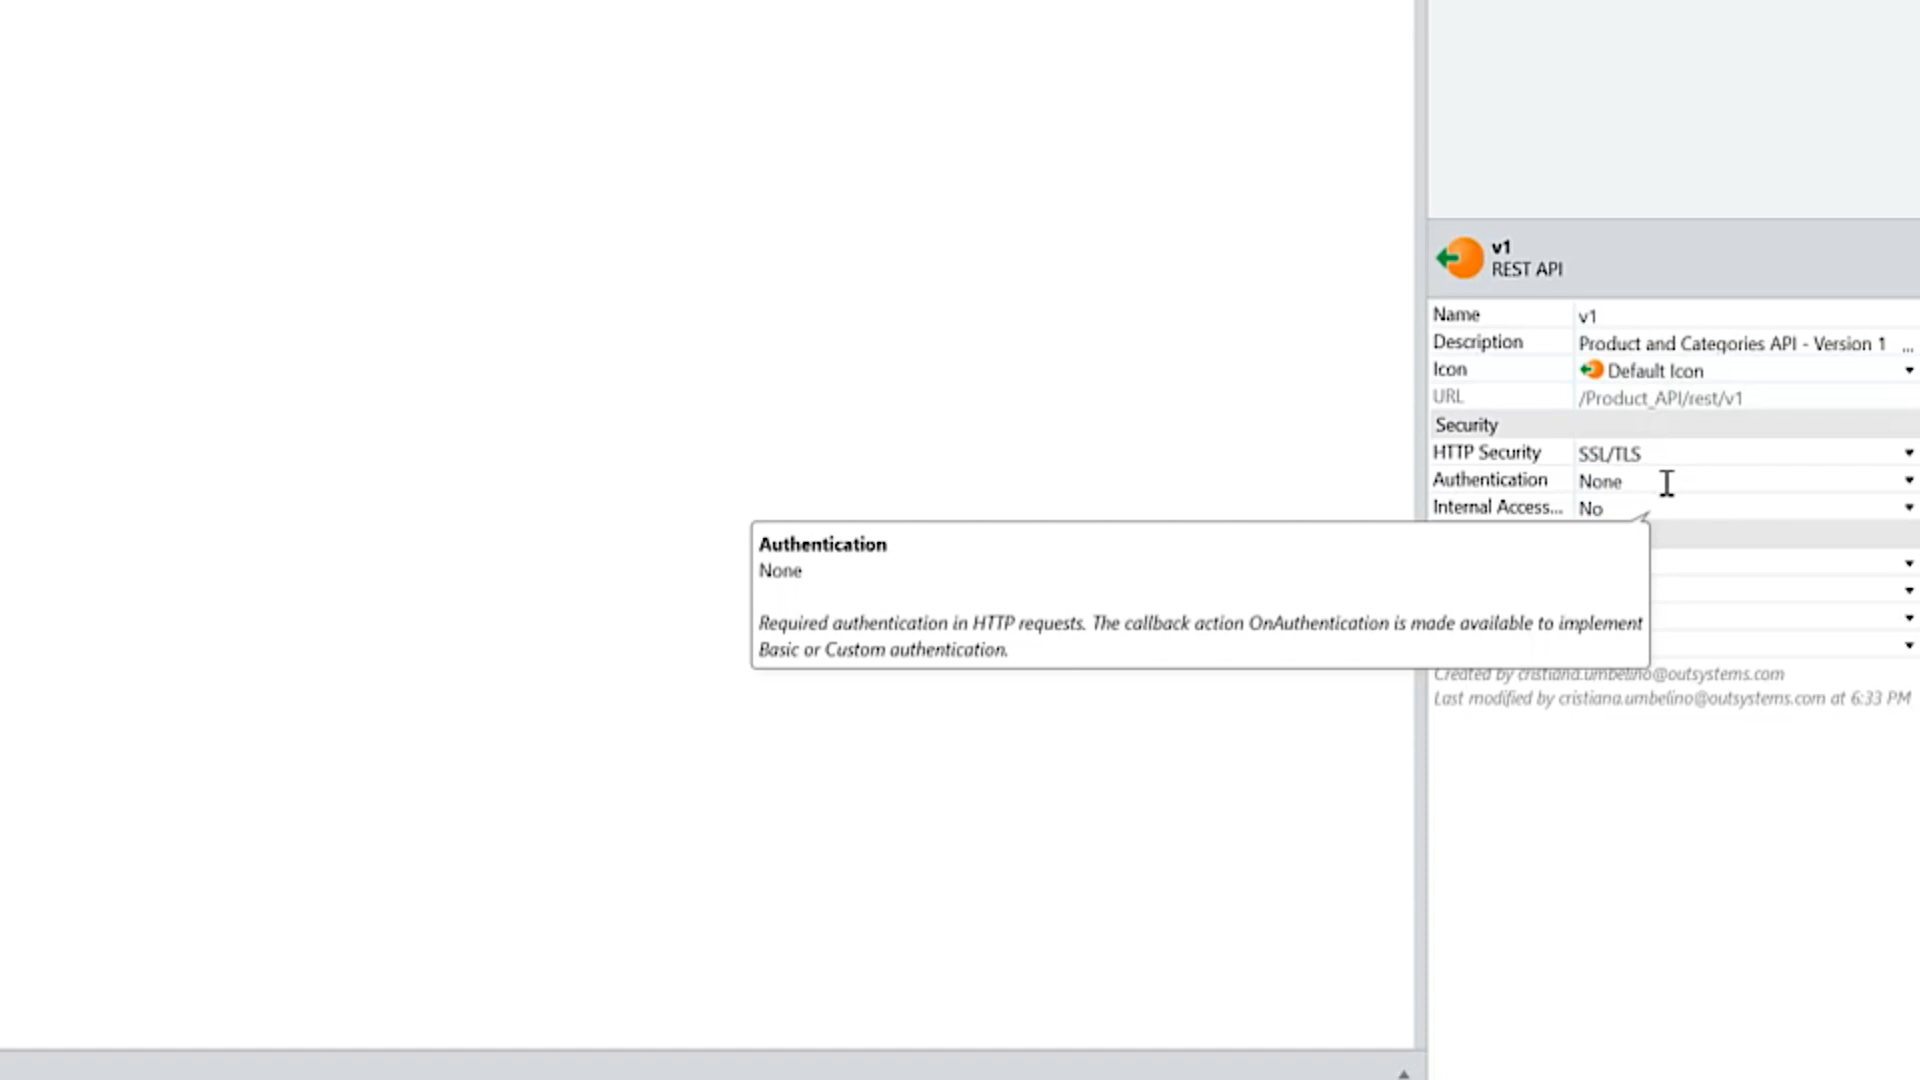 v1
REST API
Name v1
Description Product and Categories API - Version 1 ...
Icon Default Icon
URL /Product_API/rest/v1
Security
HTTP Security SSL/TLS
Authentication None
Internal Access... No
Authentication
None
Required authentication in HTTP requests. The callback action OnAuthentication is made available to implement
Basic or Custom authentication.
Created by cristiana.umbelino@outsystems.com
Last modified by cristiana.umbelino@outsystems.com at 6:33 PM